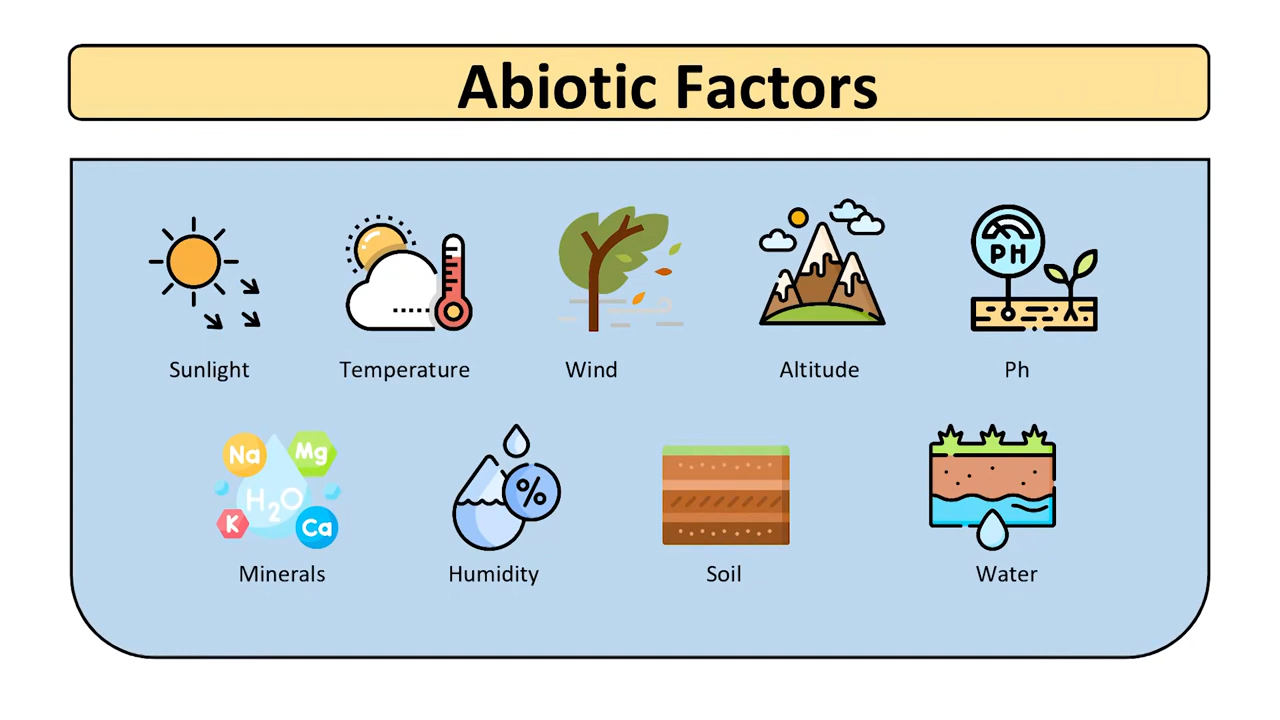 Abiotic Factors
PH
Sunlight Temperature Wind Altitude Ph
Na Mg
H₂O
K Ca
%
Minerals Humidity Soil Water